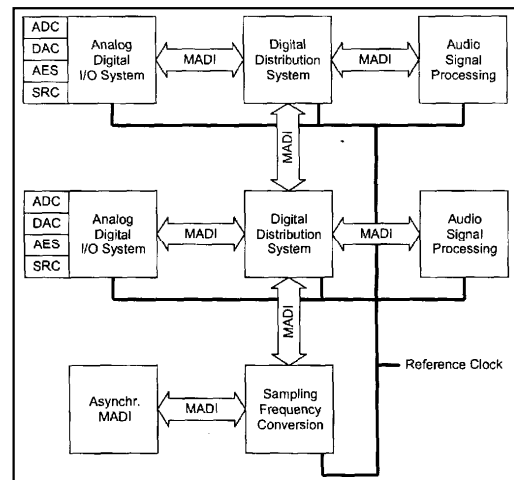 ADC
DAC
AES
SRC
Analog
Digital
I/O System
MADI
Digital
Distribution
System
MADI
Audio
Signal
Processing
MADI
ADC
DAC
AES
SRC
Analog
Digital
I/O System
MADI
Digital
Distribution
System
MADI
Audio
Signal
Processing
MADI
Reference Clock
Asynchr.
MADI
MADI
Sampling
Frequency
Conversion